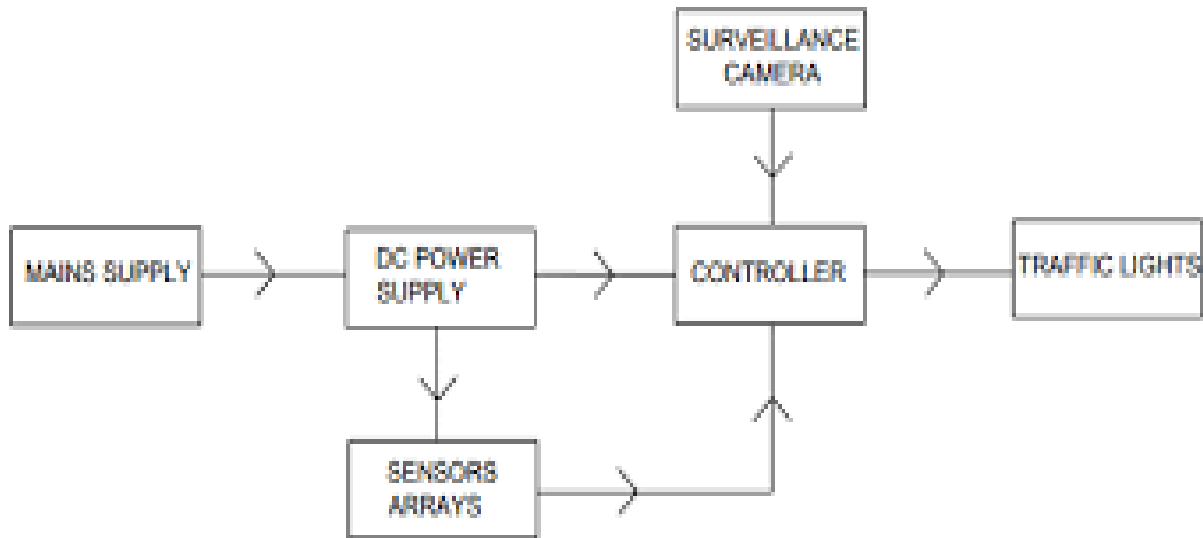 SURVEILLANCE
CAMERA
MAINS SUPPLY
DC POWER
SUPPLY
CONTROLLER
TRAFFIC LIGHTS
SENSORS
ARRAYS